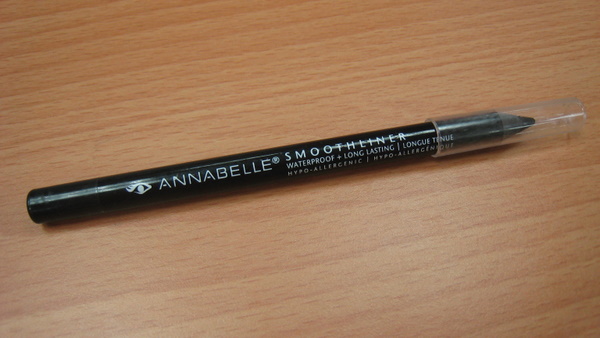 ANNABELLE®
SMOOTHLINER
WATERPROOF + LONG LASTING | LONGUE TENUE
HYPO-ALLERGENIC | HYPO-ALLERGÉNIQUE